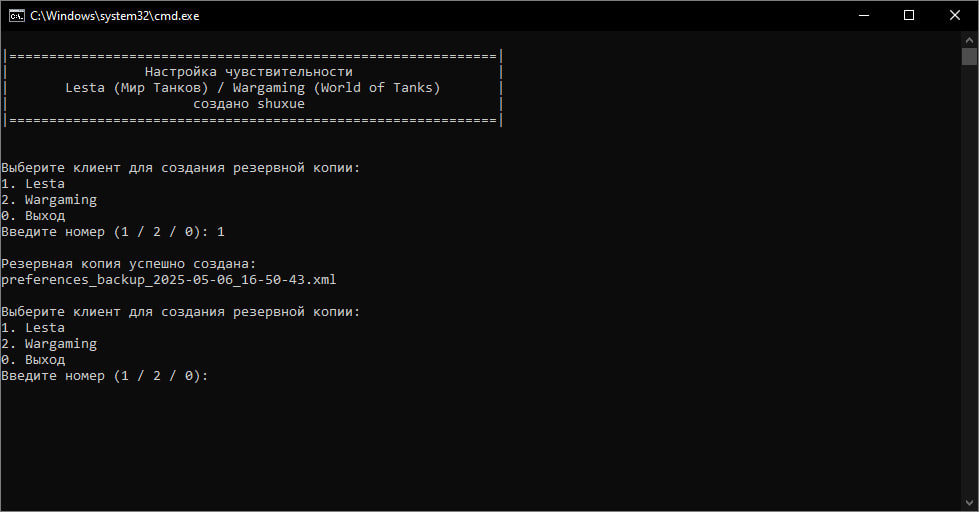 C:\Windows\system32\cmd.exe
|=============================================================|
| Настройка чувствительности |
| Lesta (Мир Танков) / Wargaming (World of Tanks) |
| создано shuxue |
|=============================================================|
Выберите клиент для создания резервной копии:
1. Lesta
2. Wargaming
0. Выход
Введите номер (1 / 2 / 0): 1
Резервная копия успешно создана:
preferences_backup_2025-05-06_16-50-43.xml
Выберите клиент для создания резервной копии:
1. Lesta
2. Wargaming
0. Выход
Введите номер (1 / 2 / 0):